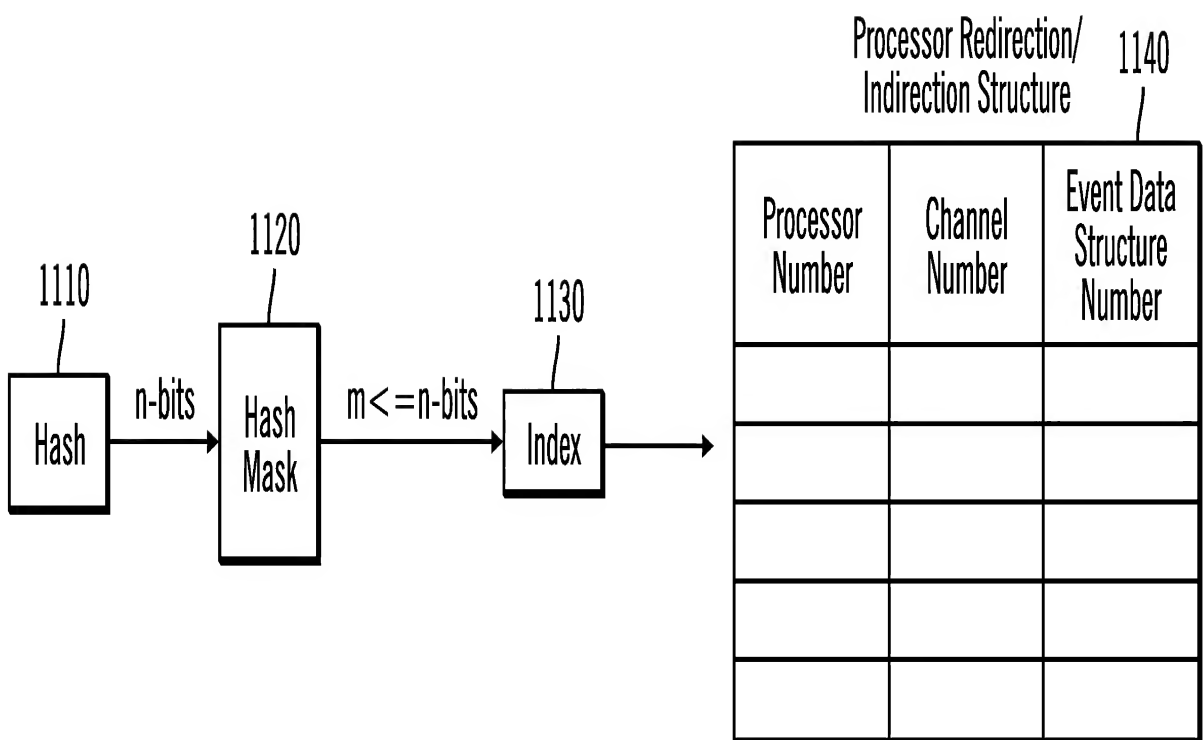 Processor Redirection/
Indirection Structure
1140
Processor
Number
Channel
Number
Event Data
Structure
Number
1110
Hash
n-bits
1120
Hash
Mask
m<=n-bits
1130
Index